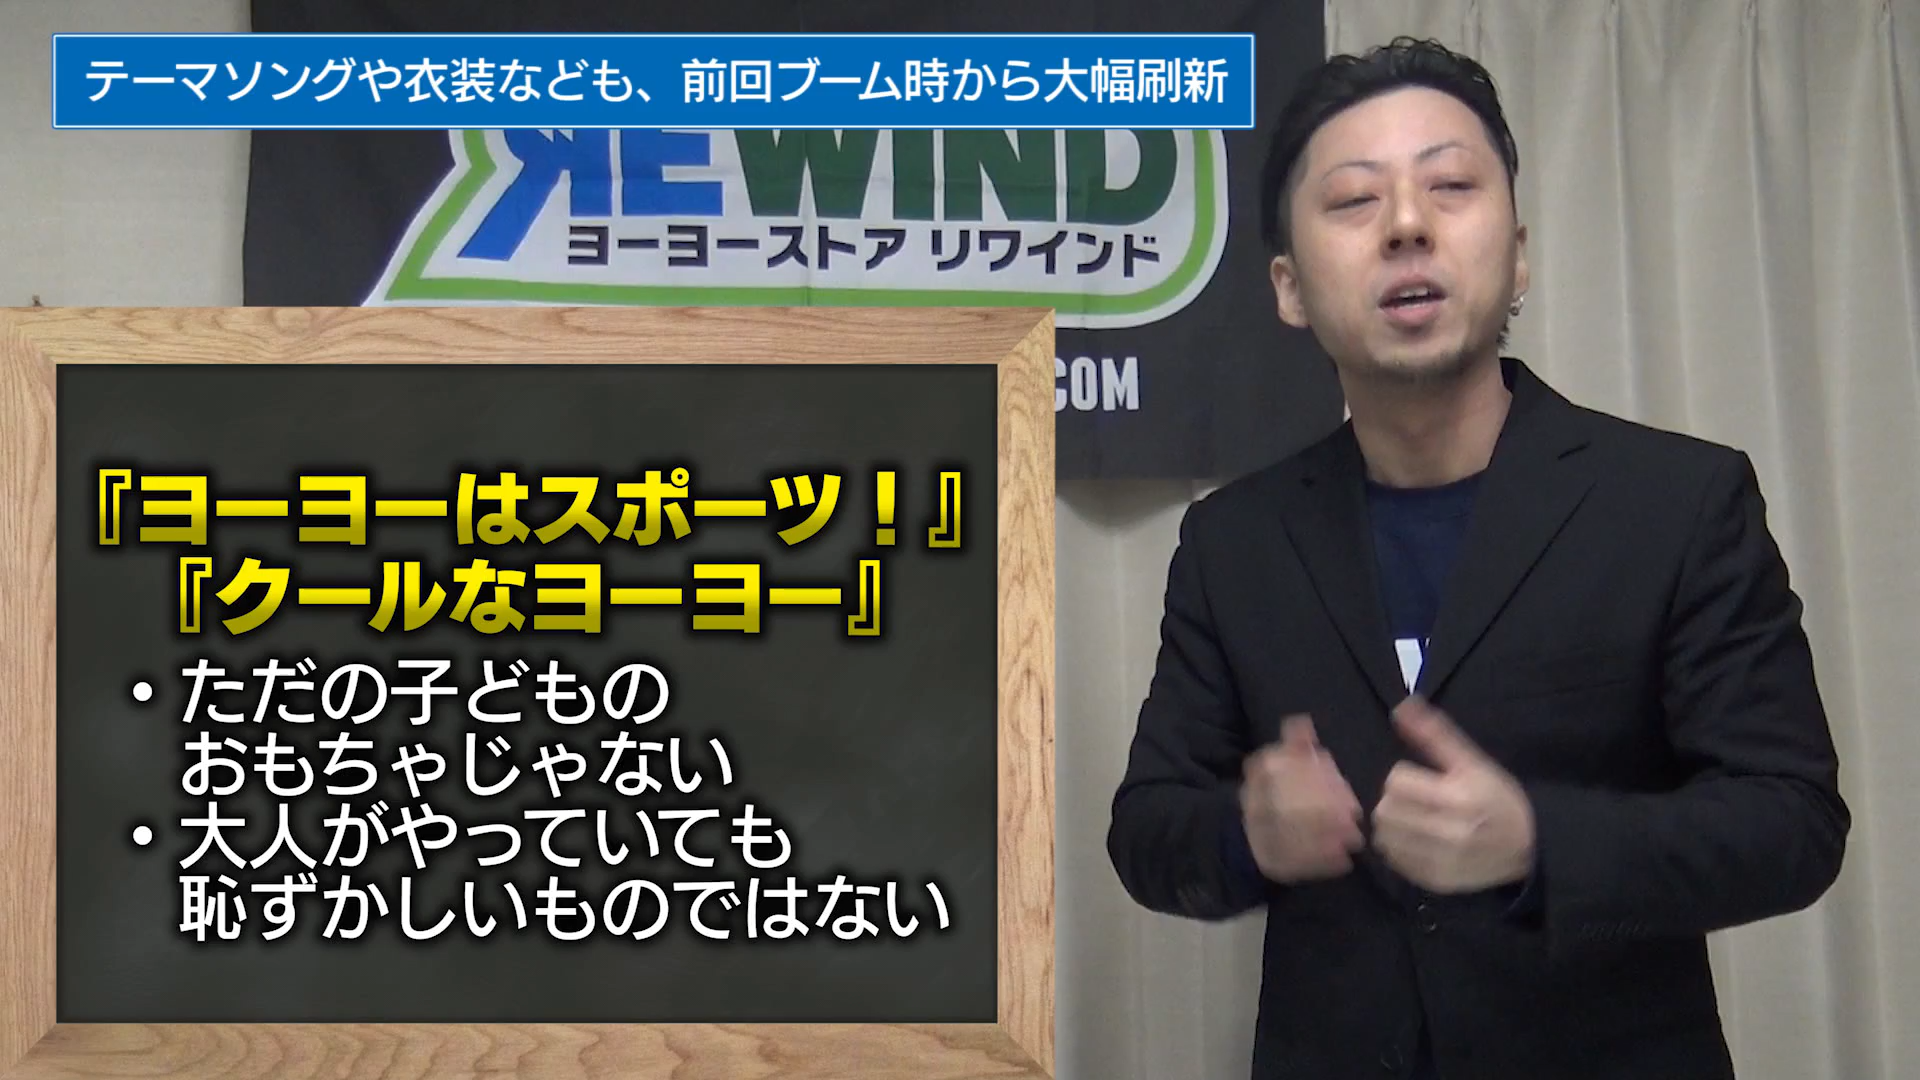 テーマソングや衣装なども、前回ブーム時から大幅刷新
REWIND
ヨーヨーストア リワインド
COM
『ヨーヨーはスポーツ！』
『クールなヨーヨー』
・ただの子どもの
おもちゃじゃない
・大人がやっていても
恥ずかしいものではない